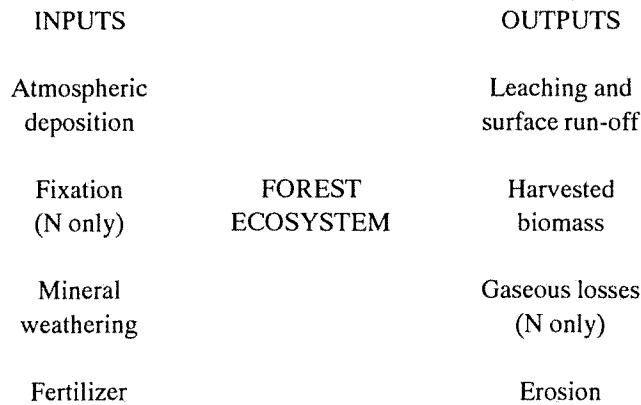 INPUTS
OUTPUTS
Atmospheric
deposition
Leaching and
surface run-off
Fixation
(N only)
FOREST
ECOSYSTEM
Harvested
biomass
Mineral
weathering
Gaseous losses
(N only)
Fertilizer
Erosion